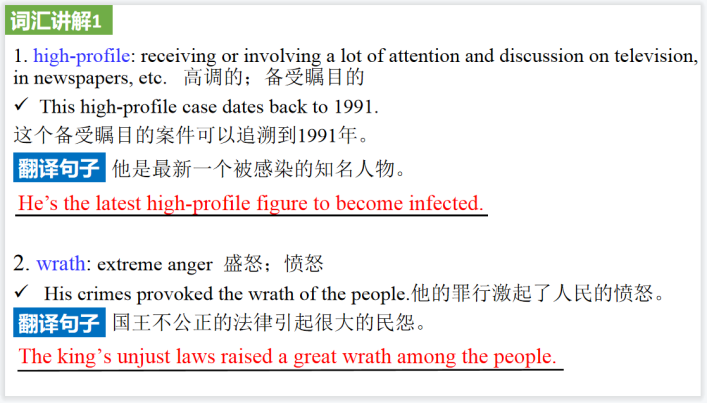 词汇讲解1
1. high-profile: receiving or involving a lot of attention and discussion on television,
in newspapers, etc. 高调的；备受瞩目的
✓ This high-profile case dates back to 1991.
这个备受瞩目的案件可以追溯到1991年。
翻译句子 他是最新一个被感染的知名人物。
He’s the latest high-profile figure to become infected.
2. wrath: extreme anger 盛怒；愤怒
✓ His crimes provoked the wrath of the people.他的罪行激起了人民的愤怒。
翻译句子 国王不公正的法律引起很大的民怨。
The king’s unjust laws raised a great wrath among the people.